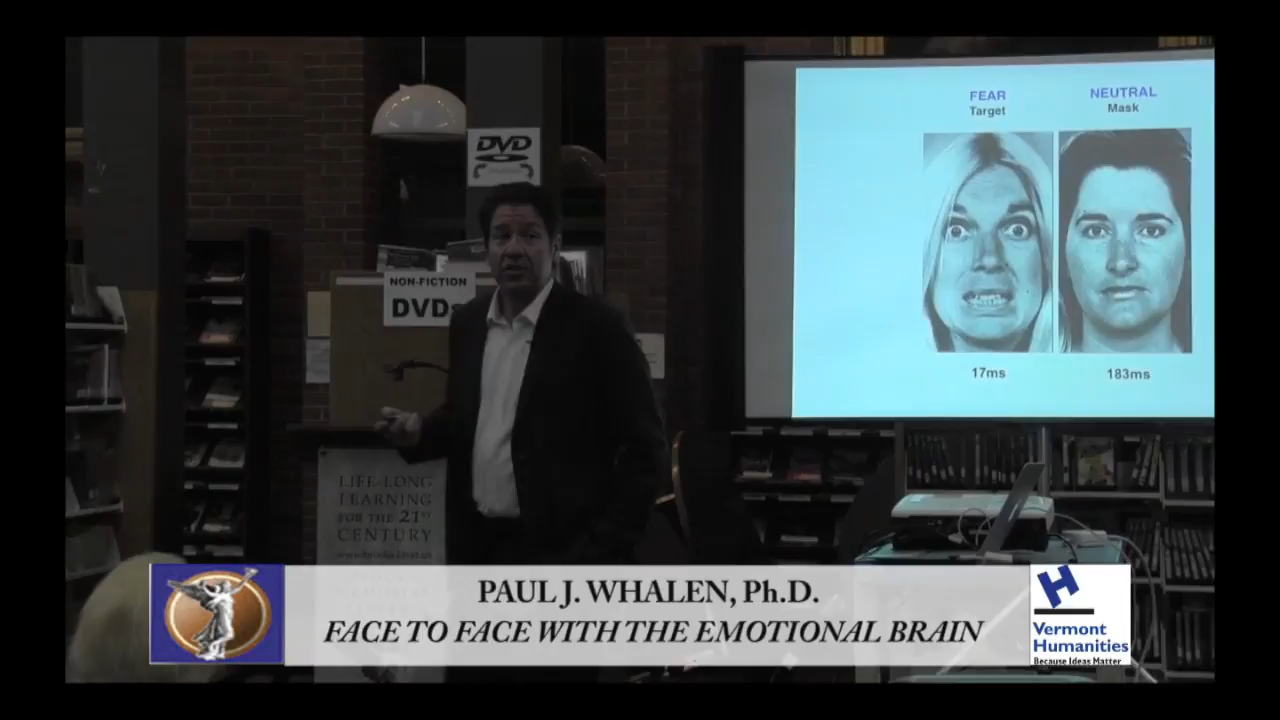 FEAR
Target
NEUTRAL
Mask
17ms
183ms
DVD
NON-FICTION
DVDs
LIFE-LONG
LEARNING
FOR THE 21ST
CENTURY
PAUL J. WHALEN, Ph.D.
FACE TO FACE WITH THE EMOTIONAL BRAIN
H
Vermont
Humanities
Because Ideas Matter